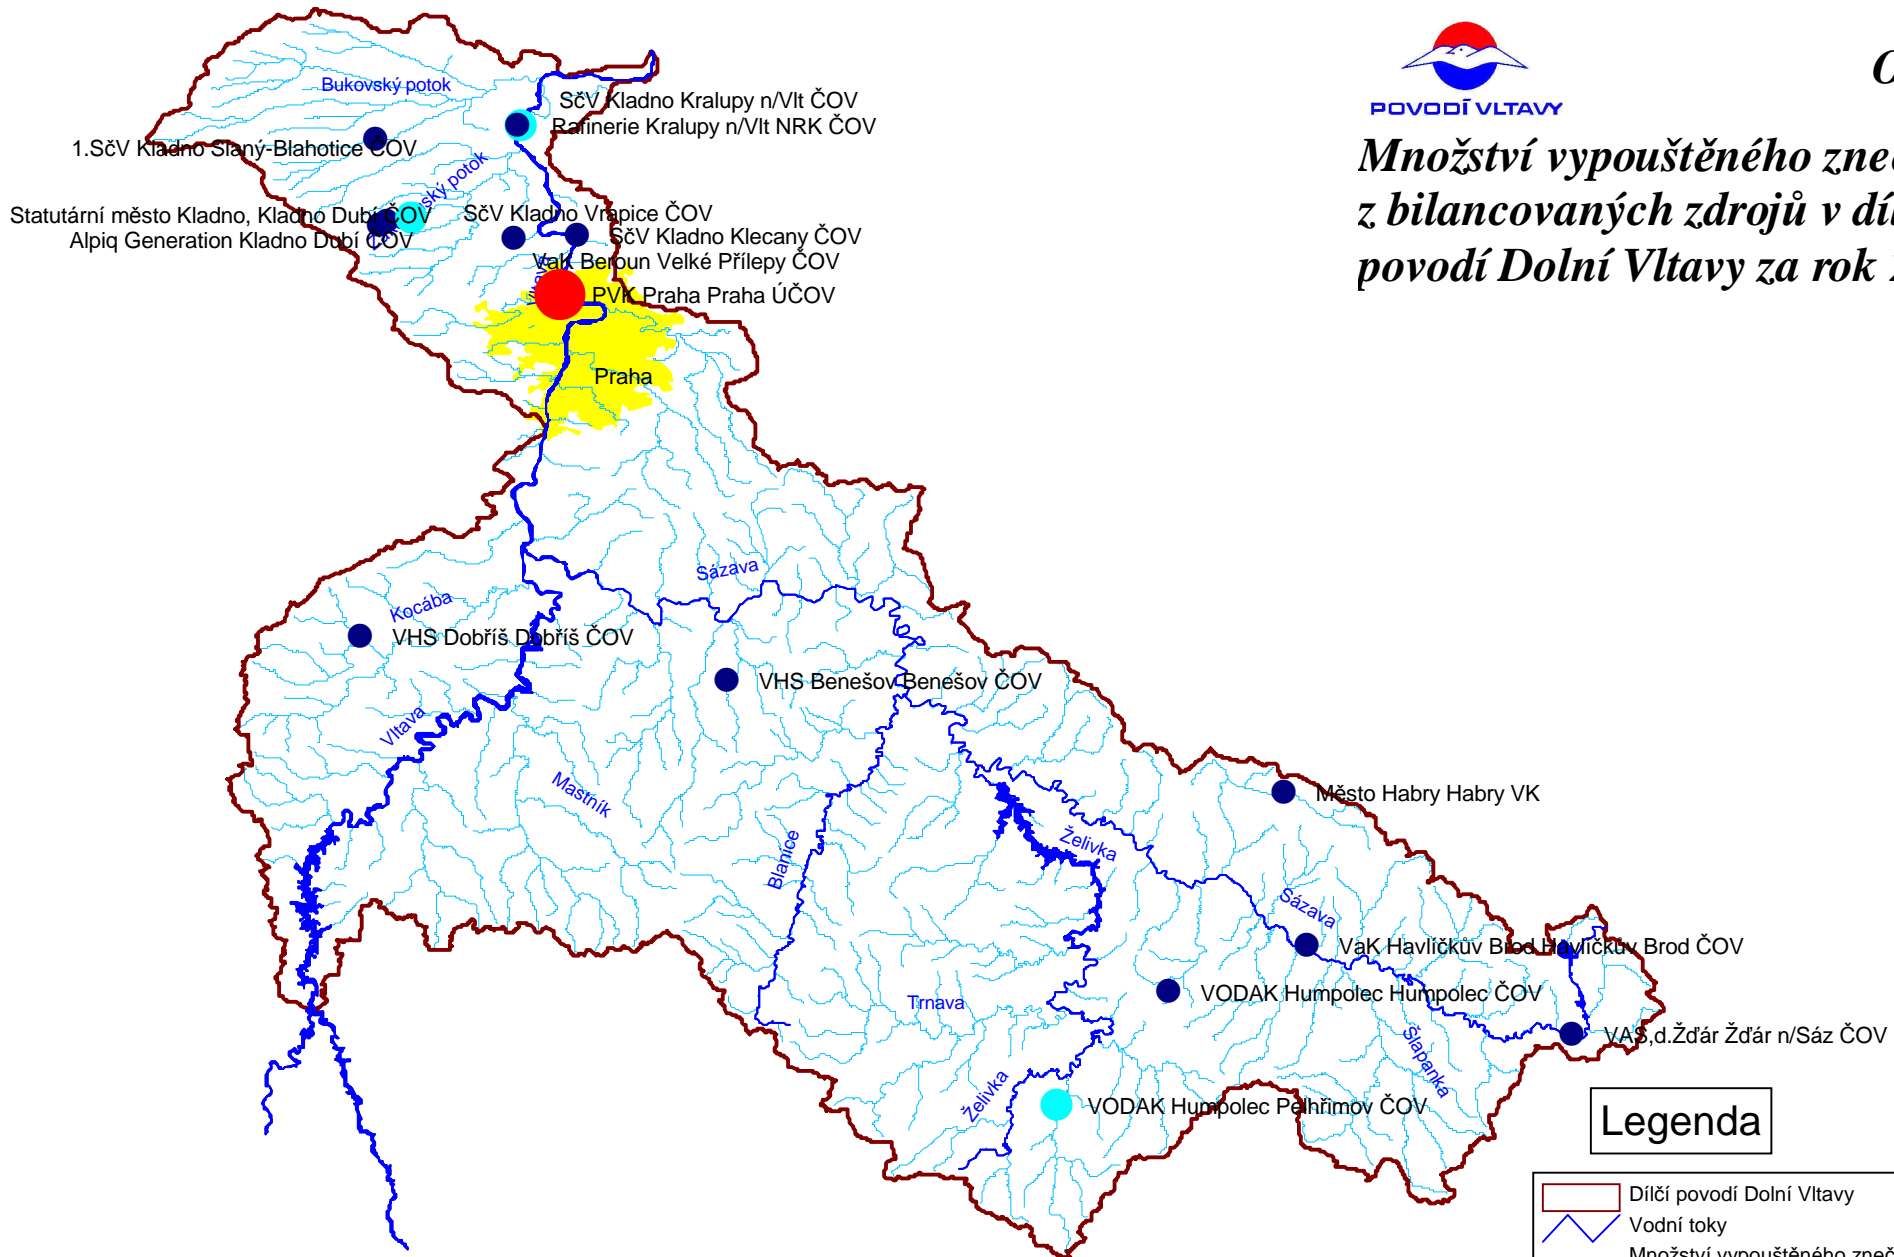 POVODÍ VLTAVY
Množství vypouštěného
z bilancovaných zdrojů v
povodí Dolní Vltavy za rok
Bukovský potok
SčV Kladno Kralupy n/Vlt ČOV
Rafinerie Kralupy n/Vlt NRK ČOV
1.SčV Kladno Slaný-Blahotice ČOV
potok
Statutární město Kladno, Kladno Dubí ČOV
SčV Kladno Vrapice ČOV
Alpiq Generation Kladno Dubí ČOV
SčV Kladno Klecany ČOV
VaK Beroun Velké Přílepy ČOV
Vltava
PVK Praha Praha ÚČOV
Praha
Sázava
Kocába
VHS Dobříš Dobříš ČOV
VHS Benešov Benešov ČOV
Vltava
Mastník
Město Habry Habry VK
Želivka
Blanice
Sázava
VaK Havlíčkův Brod Havlíčkův Brod ČOV
VODAK Humpolec Humpolec ČOV
Trnava
VAS,d.Žďár Žďár n/Sáz ČOV
Šlapanka
Želivka
VODAK Humpolec Pelhřimov ČOV
Legenda
Dílčí povodí Dolní Vltavy
Vodní toky
Množství vypouštěného